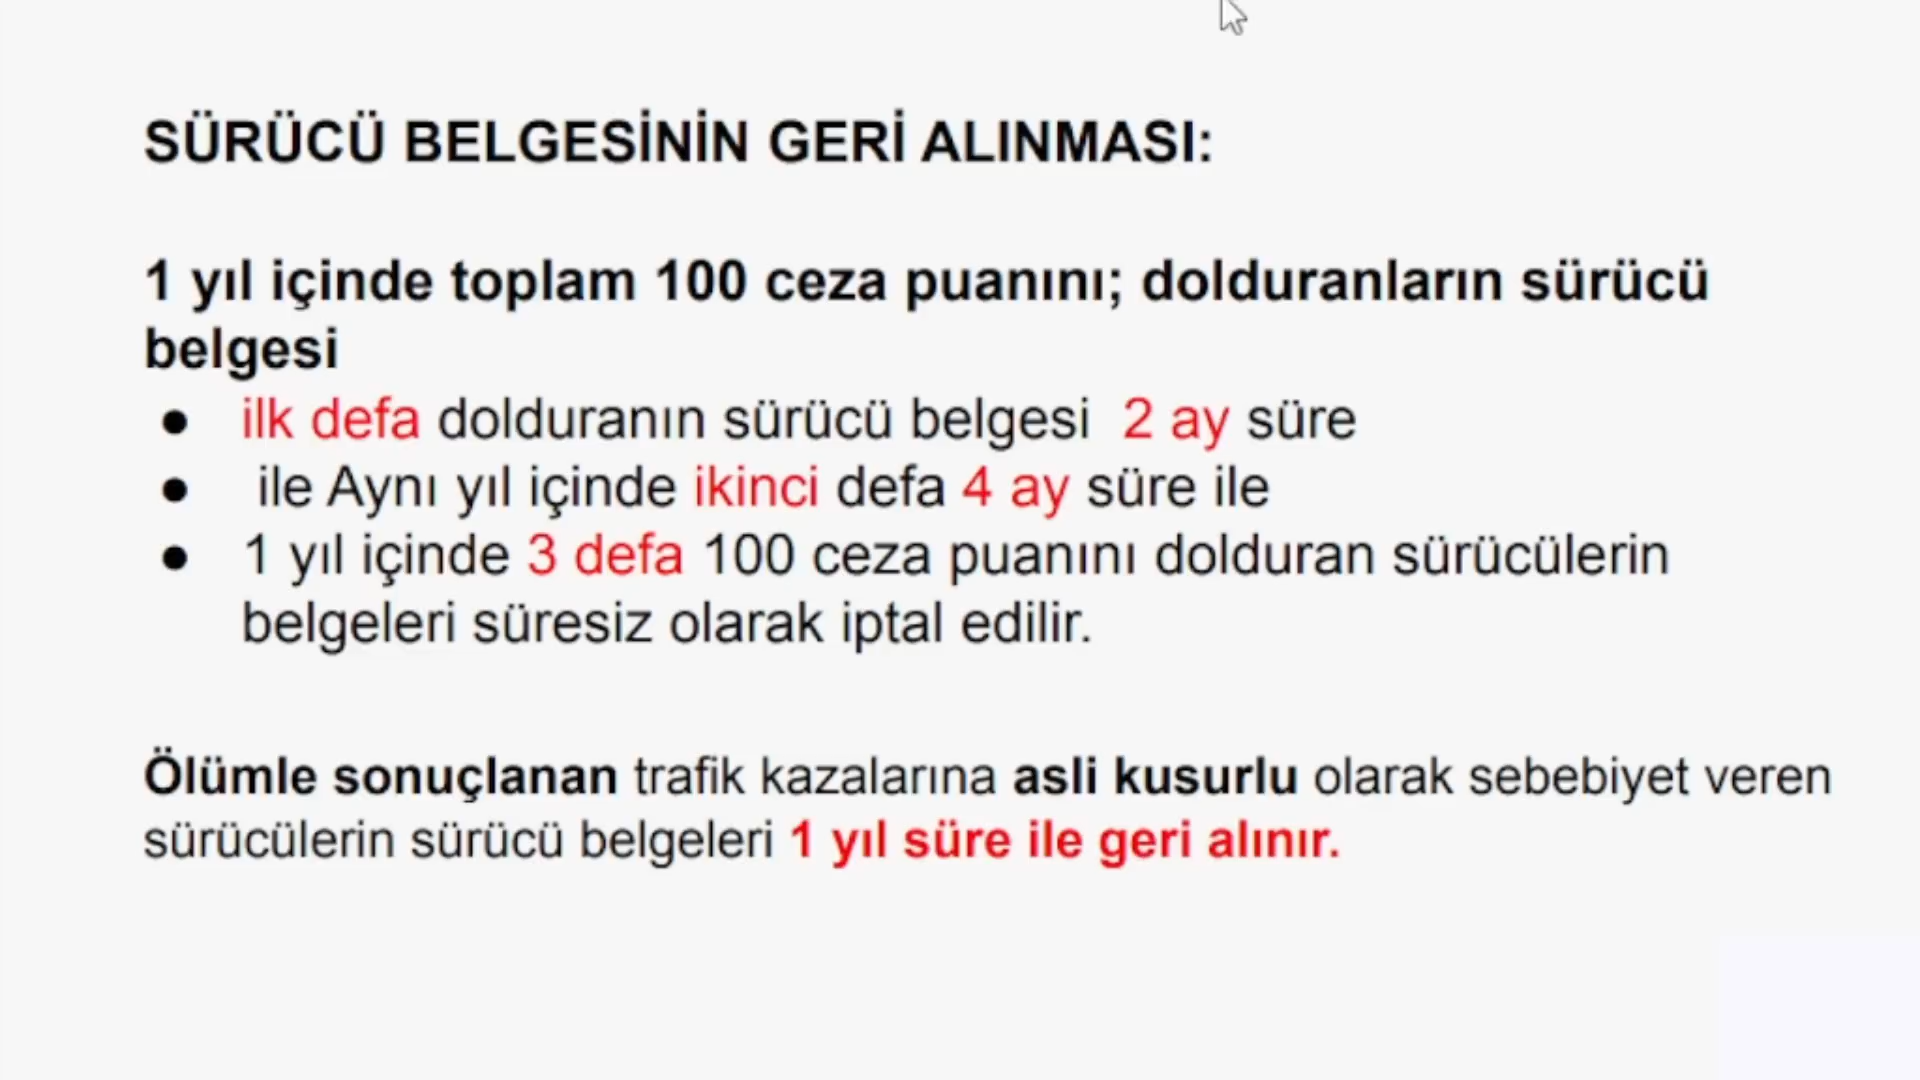 SÜRÜCÜ BELGESİNİN GERİ ALINMASI:
1 yıl içinde toplam 100 ceza puanını; dolduranların sürücü
belgesi
● ilk defa dolduranın sürücü belgesi 2 ay süre
● ile Aynı yıl içinde ikinci defa 4 ay süre ile
● 1 yıl içinde 3 defa 100 ceza puanını dolduran sürücülerin
belgeleri süresiz olarak iptal edilir.
Ölümle sonuçlanan trafik kazalarına asli kusurlu olarak sebebiyet veren
sürücülerin sürücü belgeleri 1 yıl süre ile geri alınır.